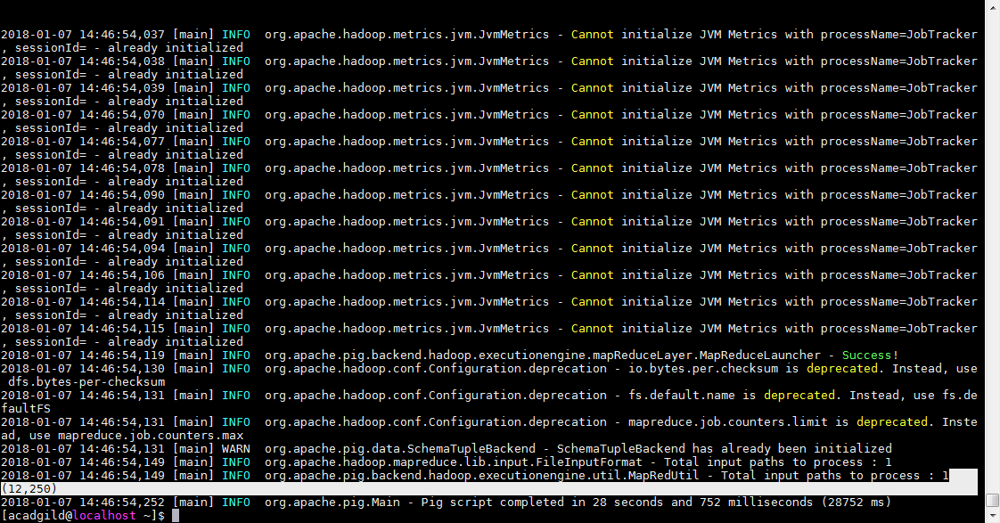 2018-01-07 14:46:54,037 [main] INFO  org.apache.hadoop.metrics.jvm.JvmMetrics - Cannot initialize JVM Metrics with processName=JobTracker
, sessionId= - already initialized
2018-01-07 14:46:54,038 [main] INFO  org.apache.hadoop.metrics.jvm.JvmMetrics - Cannot initialize JVM Metrics with processName=JobTracker
, sessionId= - already initialized
2018-01-07 14:46:54,039 [main] INFO  org.apache.hadoop.metrics.jvm.JvmMetrics - Cannot initialize JVM Metrics with processName=JobTracker
, sessionId= - already initialized
2018-01-07 14:46:54,070 [main] INFO  org.apache.hadoop.metrics.jvm.JvmMetrics - Cannot initialize JVM Metrics with processName=JobTracker
, sessionId= - already initialized
2018-01-07 14:46:54,077 [main] INFO  org.apache.hadoop.metrics.jvm.JvmMetrics - Cannot initialize JVM Metrics with processName=JobTracker
, sessionId= - already initialized
2018-01-07 14:46:54,078 [main] INFO  org.apache.hadoop.metrics.jvm.JvmMetrics - Cannot initialize JVM Metrics with processName=JobTracker
, sessionId= - already initialized
2018-01-07 14:46:54,090 [main] INFO  org.apache.hadoop.metrics.jvm.JvmMetrics - Cannot initialize JVM Metrics with processName=JobTracker
, sessionId= - already initialized
2018-01-07 14:46:54,091 [main] INFO  org.apache.hadoop.metrics.jvm.JvmMetrics - Cannot initialize JVM Metrics with processName=JobTracker
, sessionId= - already initialized
2018-01-07 14:46:54,094 [main] INFO  org.apache.hadoop.metrics.jvm.JvmMetrics - Cannot initialize JVM Metrics with processName=JobTracker
, sessionId= - already initialized
2018-01-07 14:46:54,106 [main] INFO  org.apache.hadoop.metrics.jvm.JvmMetrics - Cannot initialize JVM Metrics with processName=JobTracker
, sessionId= - already initialized
2018-01-07 14:46:54,114 [main] INFO  org.apache.hadoop.metrics.jvm.JvmMetrics - Cannot initialize JVM Metrics with processName=JobTracker
, sessionId= - already initialized
2018-01-07 14:46:54,115 [main] INFO  org.apache.hadoop.metrics.jvm.JvmMetrics - Cannot initialize JVM Metrics with processName=JobTracker
, sessionId= - already initialized
2018-01-07 14:46:54,119 [main] INFO  org.apache.pig.backend.hadoop.executionengine.mapReduceLayer.MapReduceLauncher - Success!
2018-01-07 14:46:54,130 [main] INFO  org.apache.hadoop.conf.Configuration.deprecation - io.bytes.per.checksum is deprecated. Instead, use
 dfs.bytes-per-checksum
2018-01-07 14:46:54,131 [main] INFO  org.apache.hadoop.conf.Configuration.deprecation - fs.default.name is deprecated. Instead, use fs.de
faultFS
2018-01-07 14:46:54,131 [main] INFO  org.apache.hadoop.conf.Configuration.deprecation - mapreduce.job.counters.limit is deprecated. Inste
ad, use mapreduce.job.counters.max
2018-01-07 14:46:54,131 [main] WARN  org.apache.pig.data.SchemaTupleBackend - SchemaTupleBackend has already been initialized
2018-01-07 14:46:54,149 [main] INFO  org.apache.hadoop.mapreduce.lib.input.FileInputFormat - Total input paths to process : 1
2018-01-07 14:46:54,149 [main] INFO  org.apache.pig.backend.hadoop.executionengine.util.MapRedUtil - Total input paths to process : 1
(12,250)
2018-01-07 14:46:54,252 [main] INFO  org.apache.pig.Main - Pig script completed in 28 seconds and 752 milliseconds (28752 ms)
[acadgild@localhost ~]$